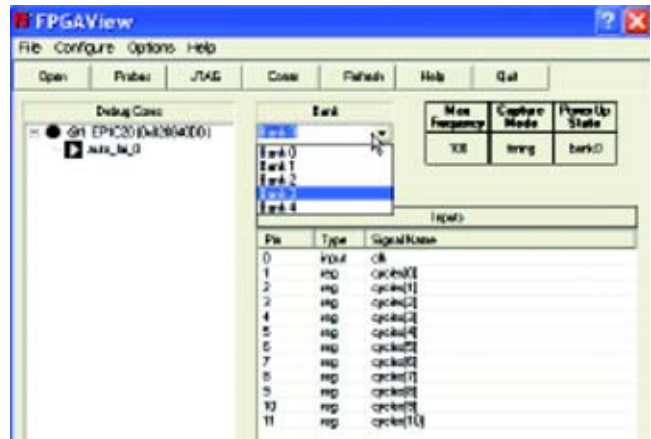 FPGAView
File Configure Options Help
Open Probes JTAG Conn Refresh Help Quit
Debug Cores
@1 EP1C20
auto_lai_0
Bank
Bank 0
Bank 1
Bank 2
Bank 3
Bank 4
Max Frequency Capture Mode Power Up State
100 timing bank0
Inputs
Pin Type Signal Name
0 input clk
1 reg cycles[0]
2 reg cycles[1]
3 reg cycles[2]
4 reg cycles[3]
5 reg cycles[4]
6 reg cycles[5]
7 reg cycles[6]
8 reg cycles[7]
9 reg cycles[8]
10 reg cycles[9]
11 reg cycles[10]